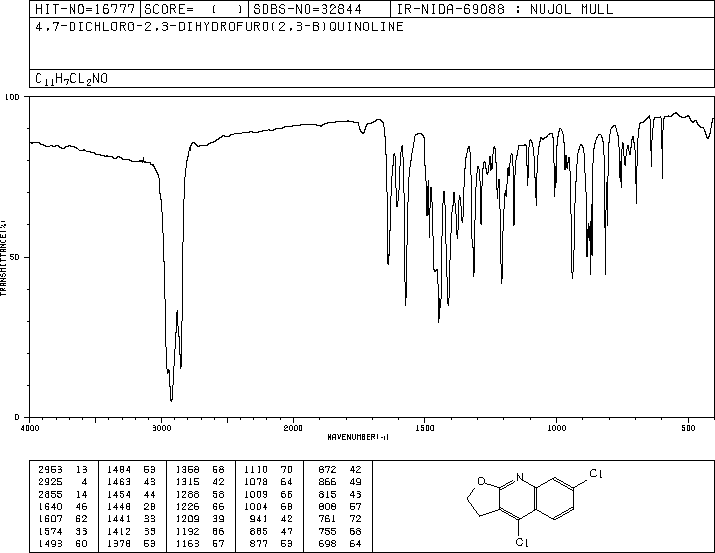 HIT-NO=16777 SCORE= ( ) SDBS-NO=32844 IR-NIDA-69088 : NUJOL MULL
4,7-DICHLORO-2,3-DIHYDROFURO(2,3-B)QUINOLINE
C11H7CL2NO
100
50
0
TRANSMITTANCE(%)
4000 3000 2000 1500 1000 500
WAVENUMBER(-1)
2953 13 1484 59 1368 58 1110 70 872 42
2925 4 1463 43 1315 42 1078 64 866 49
2855 14 1454 44 1288 58 1009 66 815 43
1640 46 1448 28 1226 66 1004 68 808 57
1607 62 1441 33 1209 39 941 42 761 72
1574 33 1412 33 1192 66 885 47 755 68
1493 60 1378 53 1163 57 877 53 698 64
O N Cl
Cl